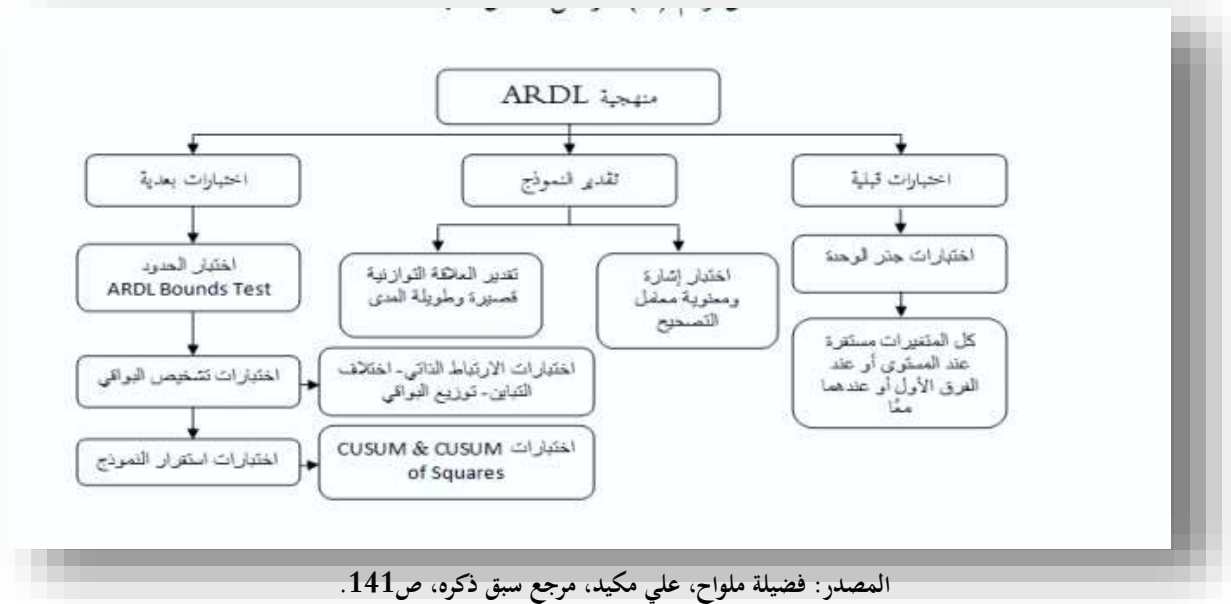 منهجية ARDL
اختبارات قبلية
تقدير النموذج
اختبارات بعدية
اختبارات جذر الوحدة
كل المتغيرات مستقرة
عند المستوى أو عند
الفرق الأول أو عندهما
معًا
اختبار إشارة
ومعنوية معامل
التصحيح
تقدير العلاقة التوازنية
قصيرة وطويلة المدى
اختبار الحدود
ARDL Bounds Test
اختبارات تشخيص البواقي
اختبارات الارتباط الذاتي- اختلاف
التباين- توزيع البواقي
اختبارات استقرار النموذج
اختبارات CUSUM & CUSUM
of Squares
المصدر: فضيلة ملواح، علي مكيد، مرجع سبق ذكره، ص141.